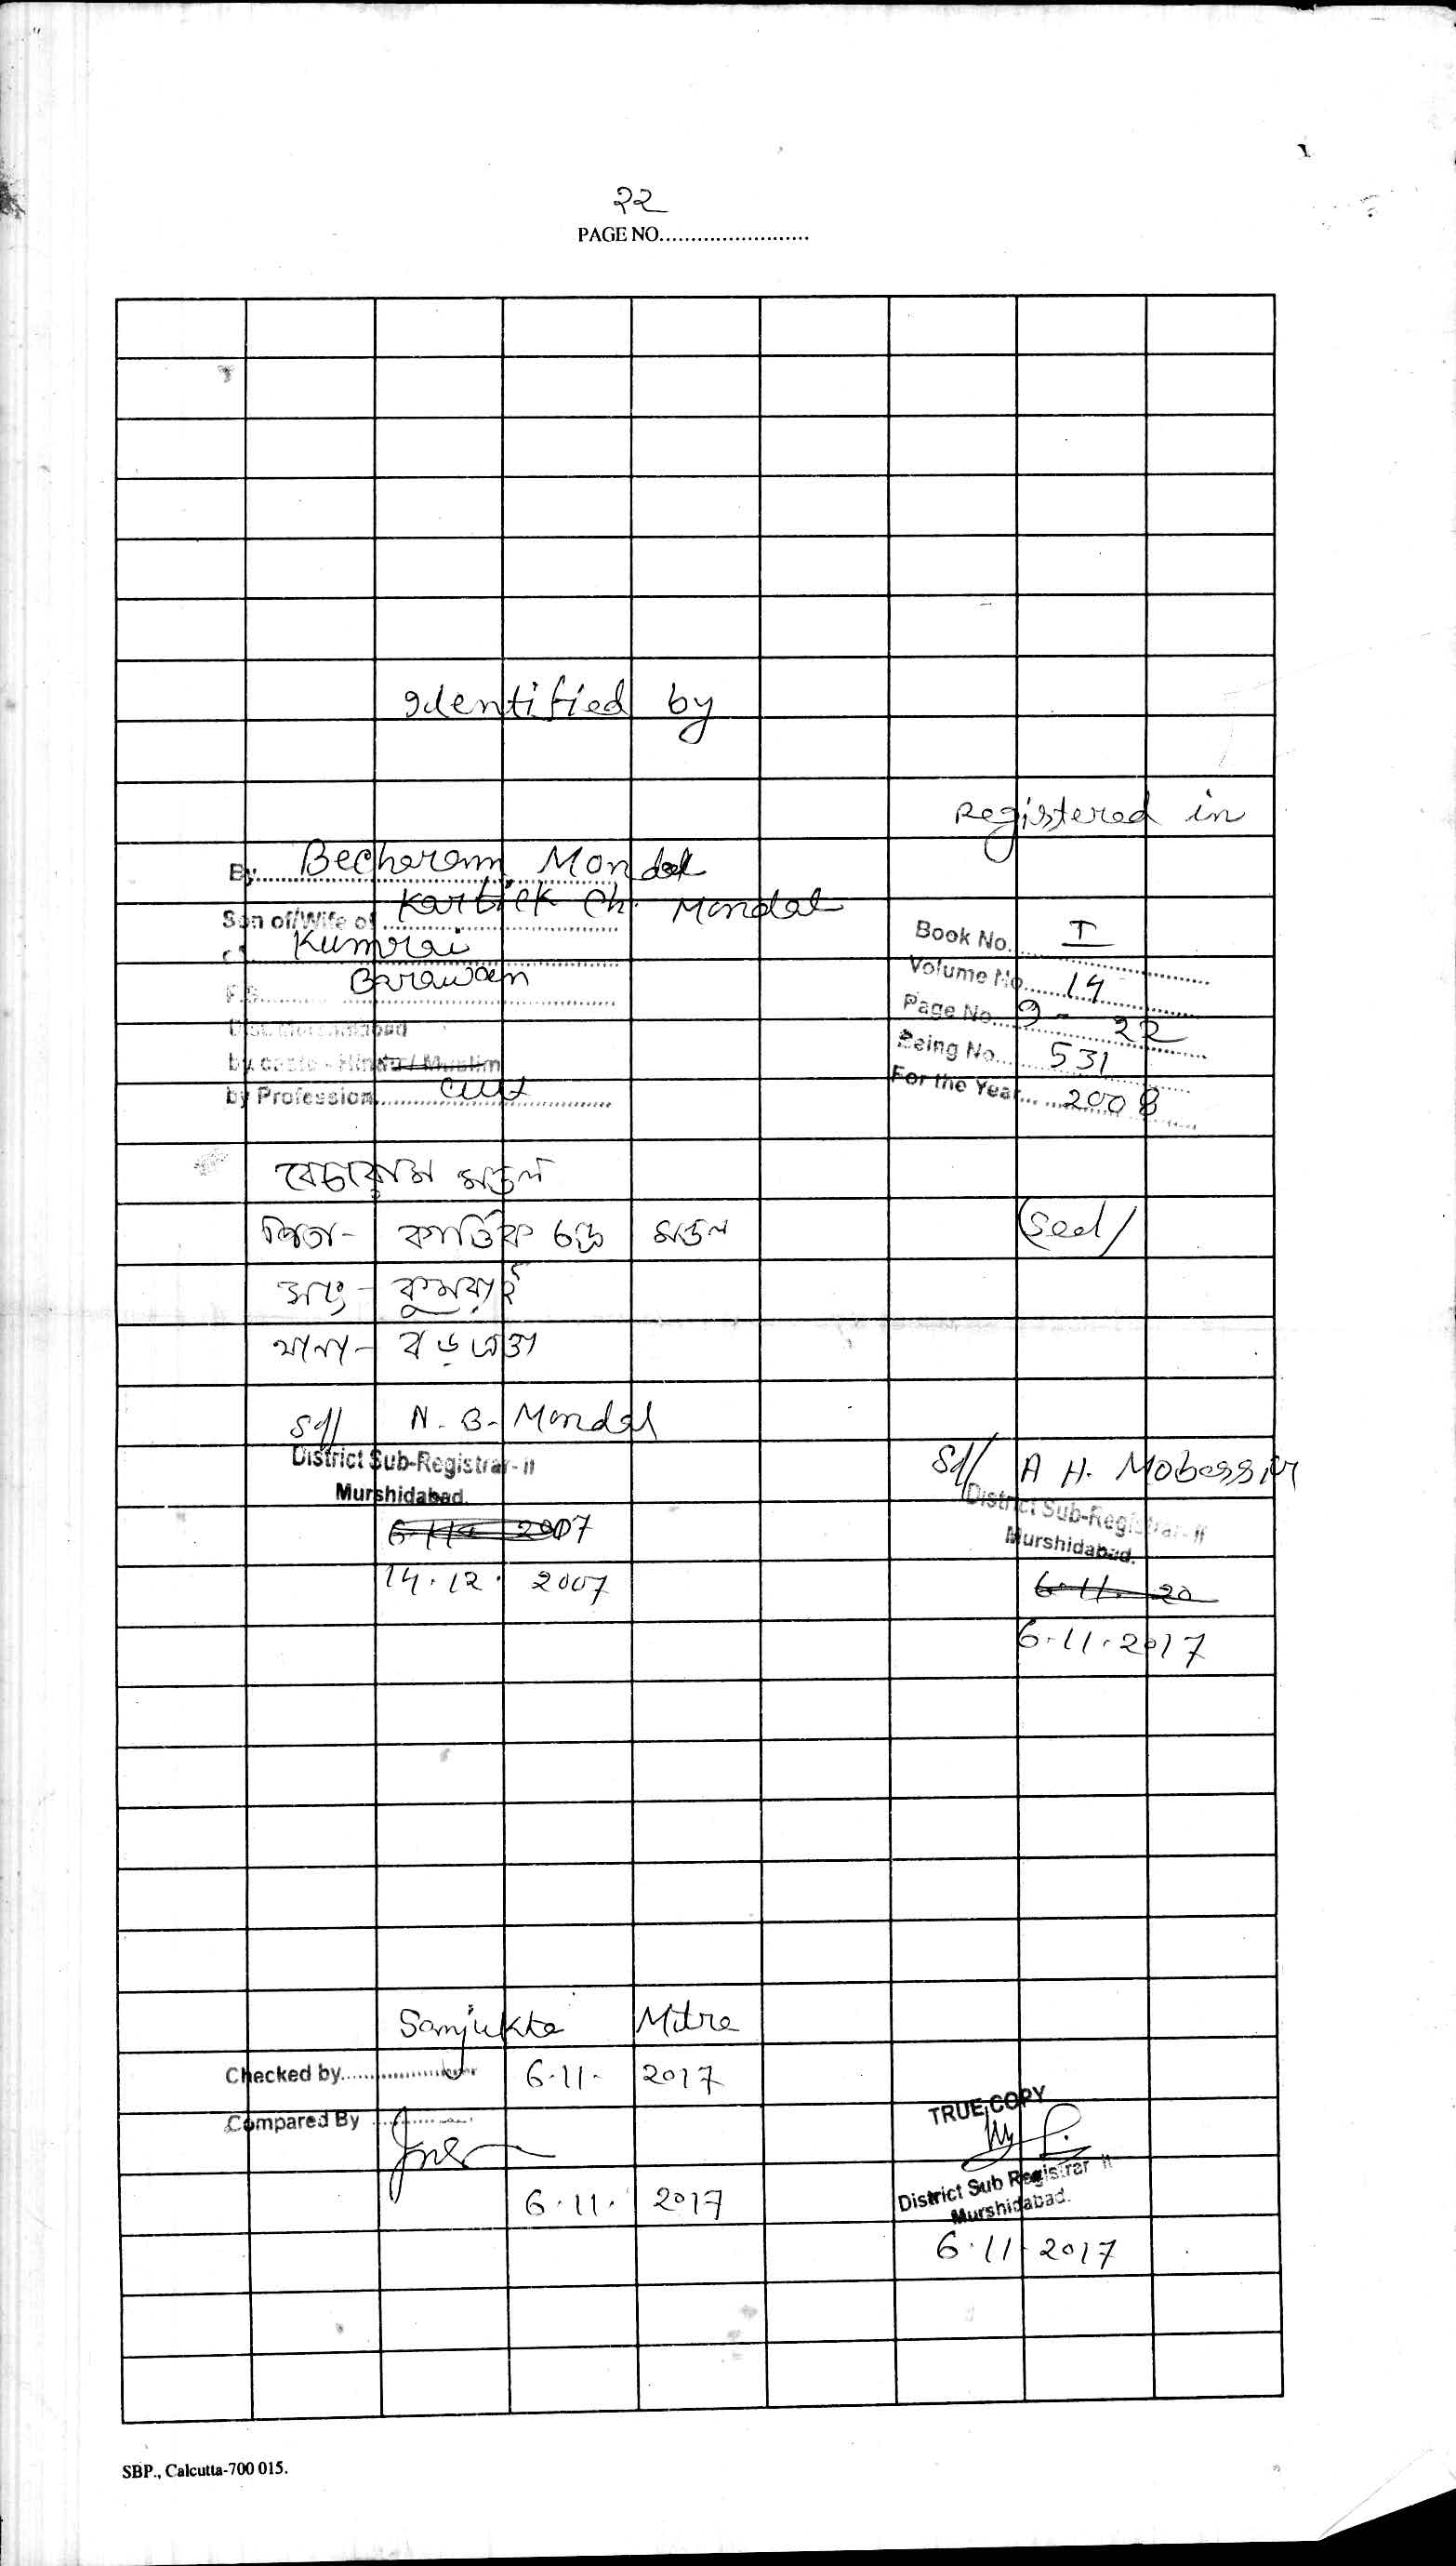 ২২
PAGE NO.........................
Identified by
Registered in
By Becharam Mondal
Son of/Wife of Kartick Ch. Mondal
of Kumrai
P.S. Barawan
Dist. Murshidabad
by caste - Hindu / Muslim
by Profession
Book No. I
Volume No. 14
Page No. 9 - 22
Being No. 531
For the Year 2008
বেচারাম মন্ডল
পিতা - কার্তিক চন্দ্র মন্ডল
সাং - কুমরাই
থানা - বড়ঞা
(Seal)
Sd// N. B. Mondal
District Sub-Registrar - II
Murshidabad.
6-11- 2007
14.12. 2007
Sd// A H. Mobassir
District Sub-Registrar - II
Murshidabad.
6.11. 20
6.11.2017
Sanjukta Mitra
Checked by 6.11. 2017
Compared By
6.11. 2017
TRUE COPY
District Sub Registrar II
Murshidabad.
6.11.2017
SBP., Calcutta-700 015.